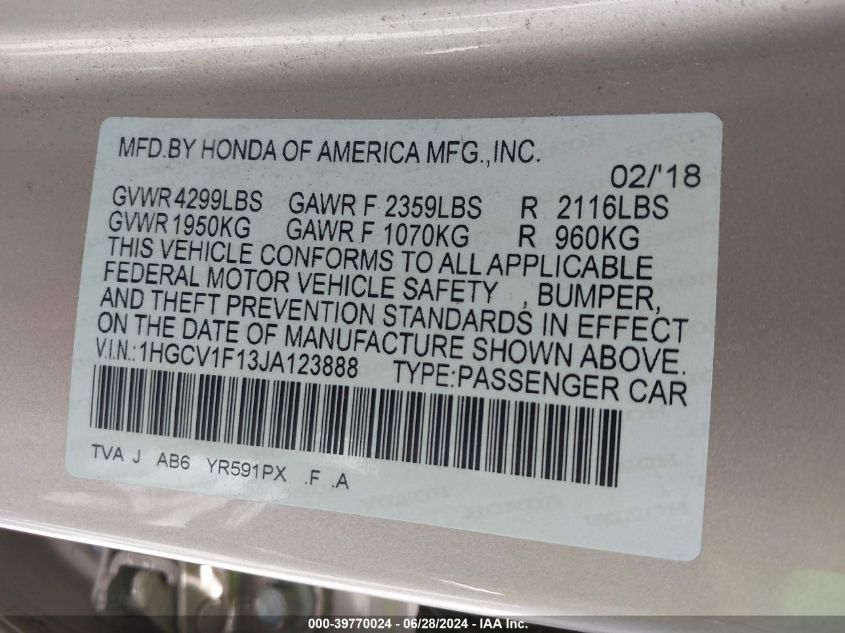 MFD.BY HONDA OF AMERICA MFG.,INC.
02/'18
GVWR 4299LBS GAWR F 2359LBS R 2116LBS
GVWR 1950KG GAWR F 1070KG R 960KG
THIS VEHICLE CONFORMS TO ALL APPLICABLE
FEDERAL MOTOR VEHICLE SAFETY , BUMPER,
AND THEFT PREVENTION STANDARDS IN EFFECT
ON THE DATE OF MANUFACTURE SHOWN ABOVE.
V.I.N.:1HGCV1F13JA123888 TYPE:PASSENGER CAR
TVA J AB6 YR591PX .F .A
000-39770024 - 06/28/2024 - IAA Inc.